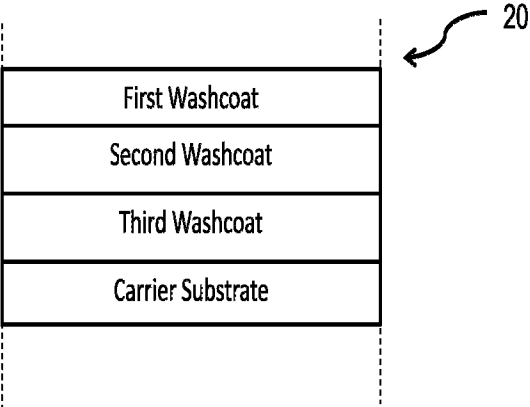 20
First Washcoat
Second Washcoat
Third Washcoat
Carrier Substrate